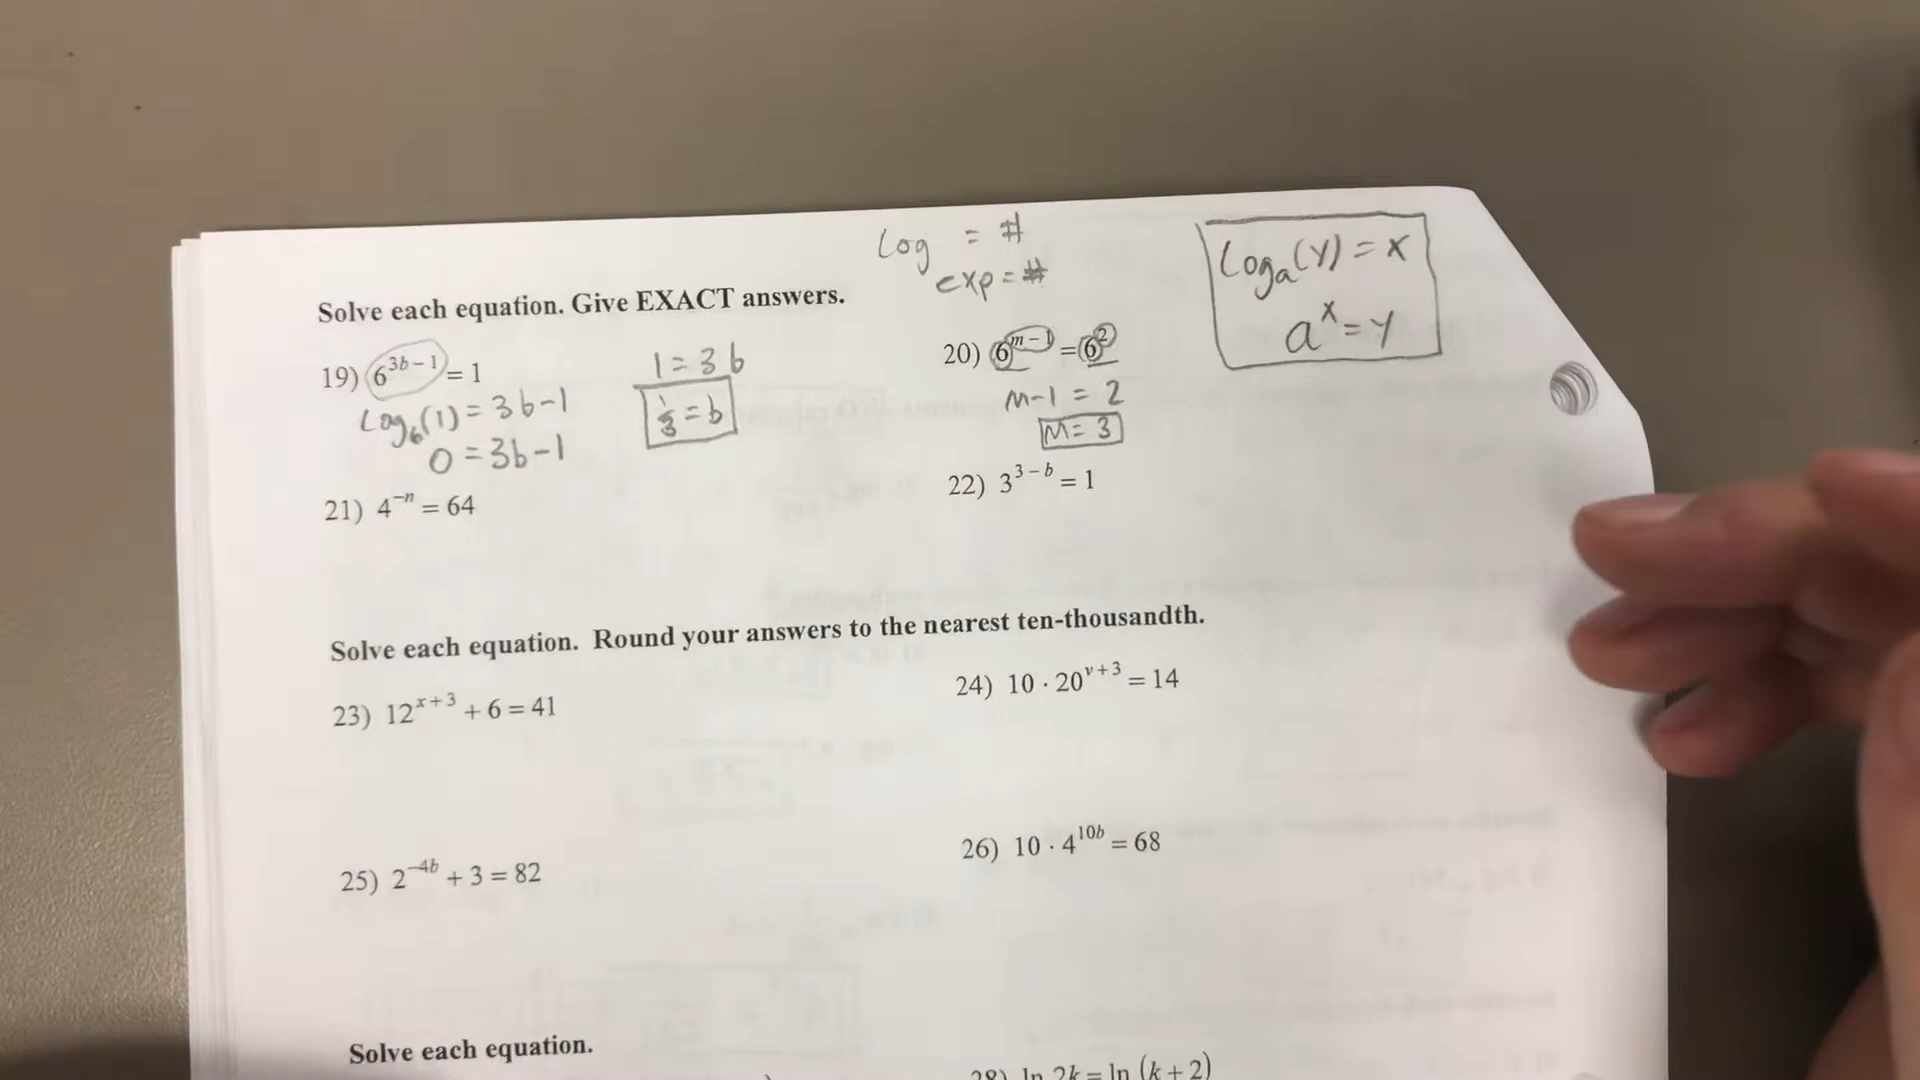 Log = #
exp = #
Log_a(y) = x
a^x = y
Solve each equation. Give EXACT answers.
19) 6^(3b − 1) = 1
Log_6(1) = 3b−1
0 = 3b−1
1 = 3b
1/3 = b
20) 6^(m − 1) = 6^2
m−1 = 2
m = 3
21) 4^(−n) = 64
22) 3^(3 − b) = 1
Solve each equation. Round your answers to the nearest ten-thousandth.
23) 12^(x + 3) + 6 = 41
24) 10 · 20^(v + 3) = 14
25) 2^(−4b) + 3 = 82
26) 10 · 4^(10b) = 68
Solve each equation.
28) ln 2k = ln (k + 2)